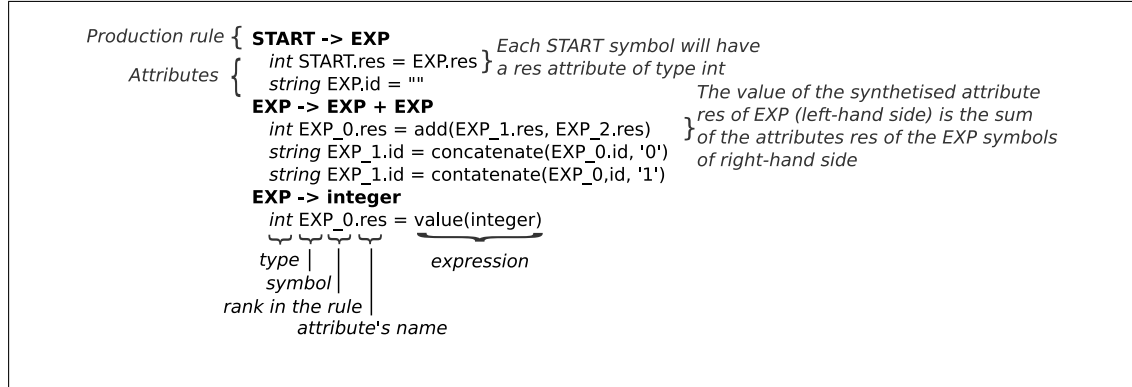 Production rule { START -> EXP
int START.res = EXP.res } Each START symbol will have
a res attribute of type int
Attributes { string EXP.id = ""
EXP -> EXP + EXP
int EXP_0.res = add(EXP_1.res, EXP_2.res)
string EXP_1.id = concatenate(EXP_0.id, '0')
string EXP_1.id = contatenate(EXP_0,id, '1')
} The value of the synthetised attribute
res of EXP (left-hand side) is the sum
of the attributes res of the EXP symbols
of right-hand side
EXP -> integer
int EXP_0.res = value(integer)
type
symbol
rank in the rule
attribute's name
expression